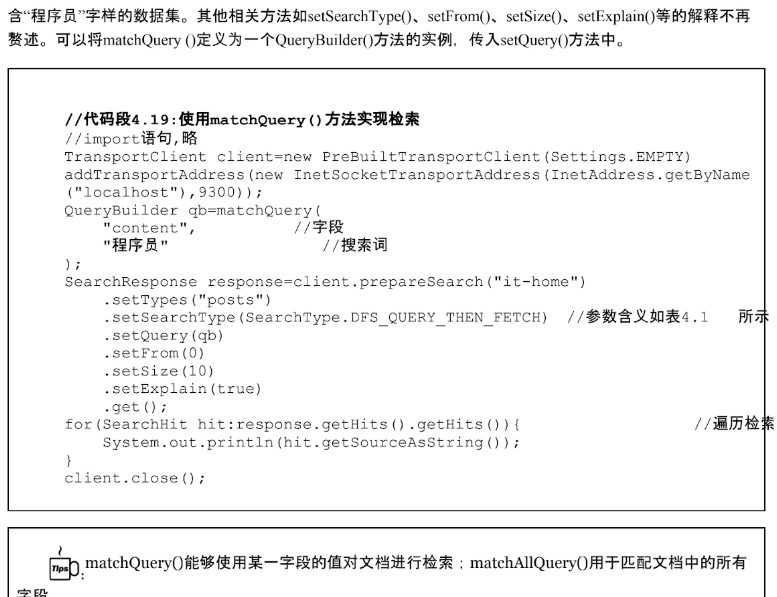 含“程序员”字样的数据集。其他相关方法如setSearchType()、setFrom()、setSize()、setExplain()等的解释不再
赘述。可以将matchQuery ()定义为一个QueryBuilder()方法的实例，传入setQuery()方法中。
//代码段4.19:使用matchQuery()方法实现检索
//import语句,略
TransportClient client=new PreBuiltTransportClient(Settings.EMPTY)
addTransportAddress(new InetSocketTransportAddress(InetAddress.getByName
("localhost"),9300));
QueryBuilder qb=matchQuery(
"content", //字段
"程序员" //搜索词
);
SearchResponse response=client.prepareSearch("it-home")
.setTypes("posts")
.setSearchType(SearchType.DFS_QUERY_THEN_FETCH) //参数含义如表4.1 所示
.setQuery(qb)
.setFrom(0)
.setSize(10)
.setExplain(true)
.get();
for(SearchHit hit:response.getHits().getHits()){ //遍历检索
System.out.println(hit.getSourceAsString());
}
client.close();
Tips:matchQuery()能够使用某一字段的值对文档进行检索；matchAllQuery()用于匹配文档中的所有
字段